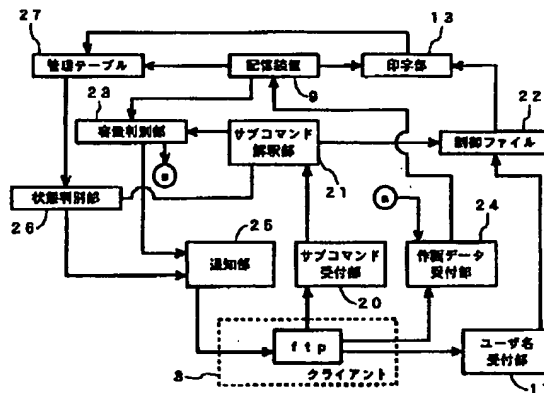 27
13
管理テーブル
記憶装置
印字部
23
9
22
容量判別部
サブコマンド
解釈部
制御ファイル
a
21
a
24
状態判別部
25
26
通知部
サブコマンド
受付部
作画データ
受付部
20
ftp
ユーザ名
受付部
3
クライアント
1